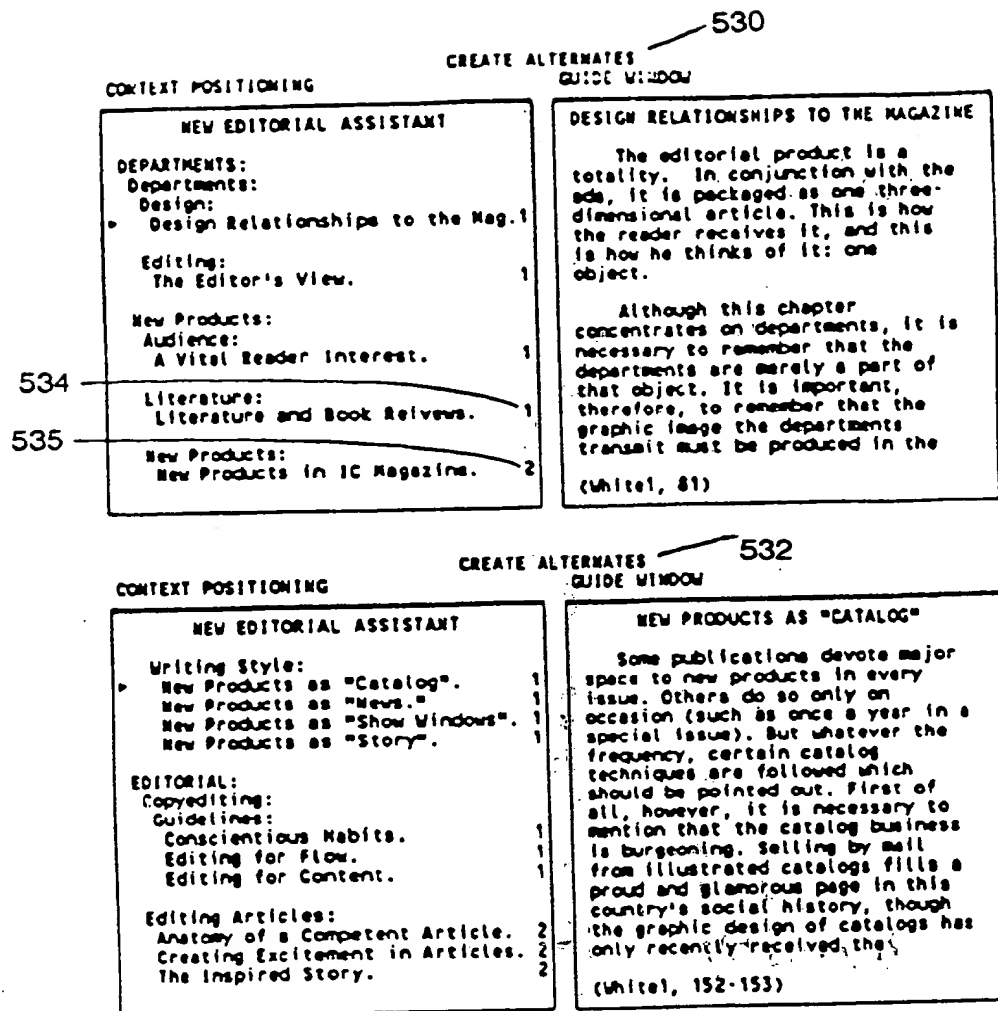 530
CREATE ALTERNATES
CONTEXT POSITIONING
GUIDE WINDOW
NEW EDITORIAL ASSISTANT
DEPARTMENTS:
Departments:
Design:
Design Relationships to the Mag.1
Editing:
The Editor's View. 1
New Products:
Audience:
A Vital Reader Interest. 1
534
Literature:
Literature and Book Reivews. 1
535
New Products:
New Products in IC Magazine. 2
DESIGN RELATIONSHIPS TO THE MAGAZINE
The editorial product is a
totality. In conjunction with the
ads, it is packaged as one three-
dimensional article. This is how
the reader receives it, and this
is how he thinks of it: one
object.
Although this chapter
concentrates on departments, it is
necessary to remember that the
departments are merely a part of
that object. It is important,
therefore, to remember that the
graphic image the departments
transmit must be produced in the
(White1, 81)
532
CREATE ALTERNATES
CONTEXT POSITIONING
GUIDE WINDOW
NEW EDITORIAL ASSISTANT
Writing Style:
New Products as "Catalog". 1
New Products as "News." 1
New Products as "Show Windows". 1
New Products as "Story". 1
EDITORIAL:
Copyediting:
Guidelines:
Conscientious Habits. 1
Editing for Flow. 1
Editing for Content. 1
Editing Articles:
Anatomy of a Competent Article. 2
Creating Excitement in Articles. 2
The Inspired Story. 2
NEW PRODUCTS AS "CATALOG"
Some publications devote major
space to new products in every
issue. Others do so only on
occasion (such as once a year in a
special issue). But whatever the
frequency, certain catalog
techniques are followed which
should be pointed out. First of
all, however, it is necessary to
mention that the catalog business
is burgeoning. Selling by mail
from illustrated catalogs fills a
proud and glamorous page in this
country's social history, though
the graphic design of catalogs has
only recently received the
(White1, 152-153)